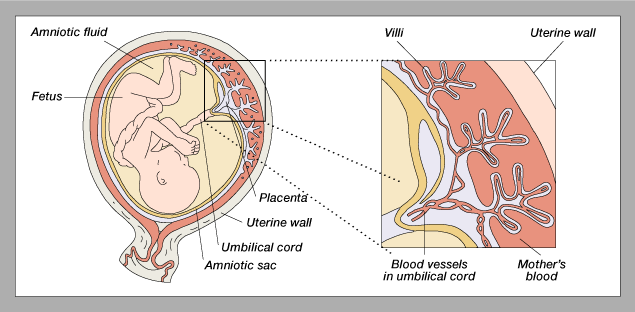 Amniotic fluid
Fetus
Placenta
Uterine wall
Umbilical cord
Amniotic sac
Villi
Uterine wall
Blood vessels
in umbilical cord
Mother's
blood